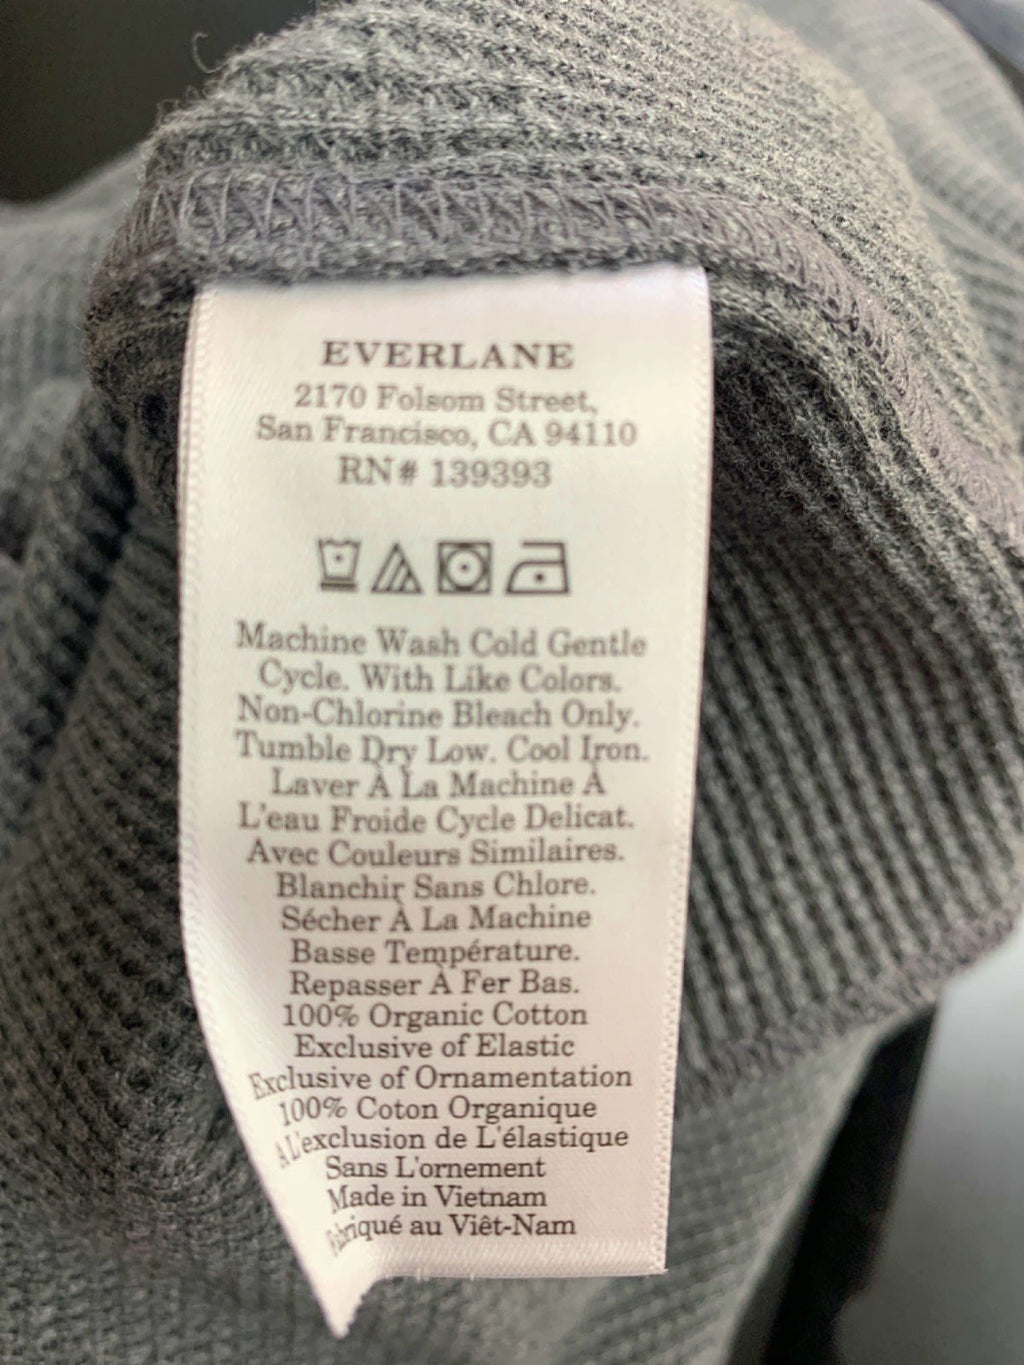 EVERLANE
2170 Folsom Street,
San Francisco, CA 94110
RN# 139393
Machine Wash Cold Gentle
Cycle. With Like Colors.
Non-Chlorine Bleach Only.
Tumble Dry Low. Cool Iron.
Laver À La Machine À
L'eau Froide Cycle Delicat.
Avec Couleurs Similaires.
Blanchir Sans Chlore.
Sécher À La Machine
Basse Température.
Repasser À Fer Bas.
100% Organic Cotton
Exclusive of Elastic
Exclusive of Ornamentation
100% Coton Organique
A L'exclusion de L'élastique
Sans L'ornement
Made in Vietnam
Fabriqué au Viêt-Nam